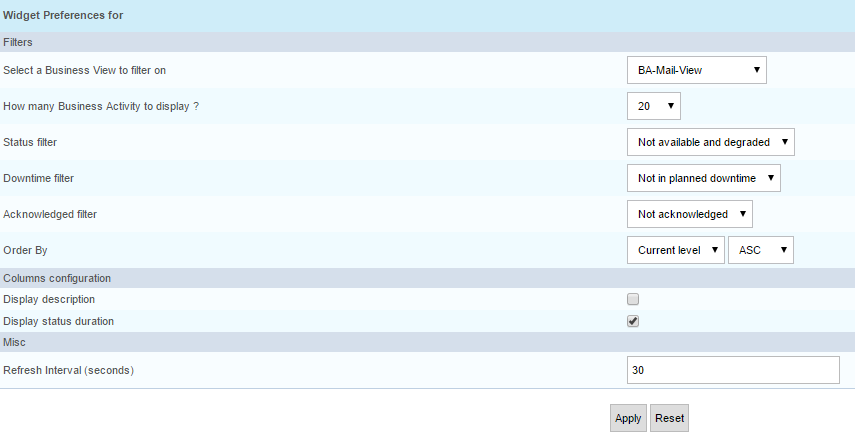 Widget Preferences for
Filters
Select a Business View to filter on BA-Mail-View
How many Business Activity to display ? 20
Status filter Not available and degraded
Downtime filter Not in planned downtime
Acknowledged filter Not acknowledged
Order By Current level ASC
Columns configuration
Display description
Display status duration
Misc
Refresh Interval (seconds) 30
Apply Reset